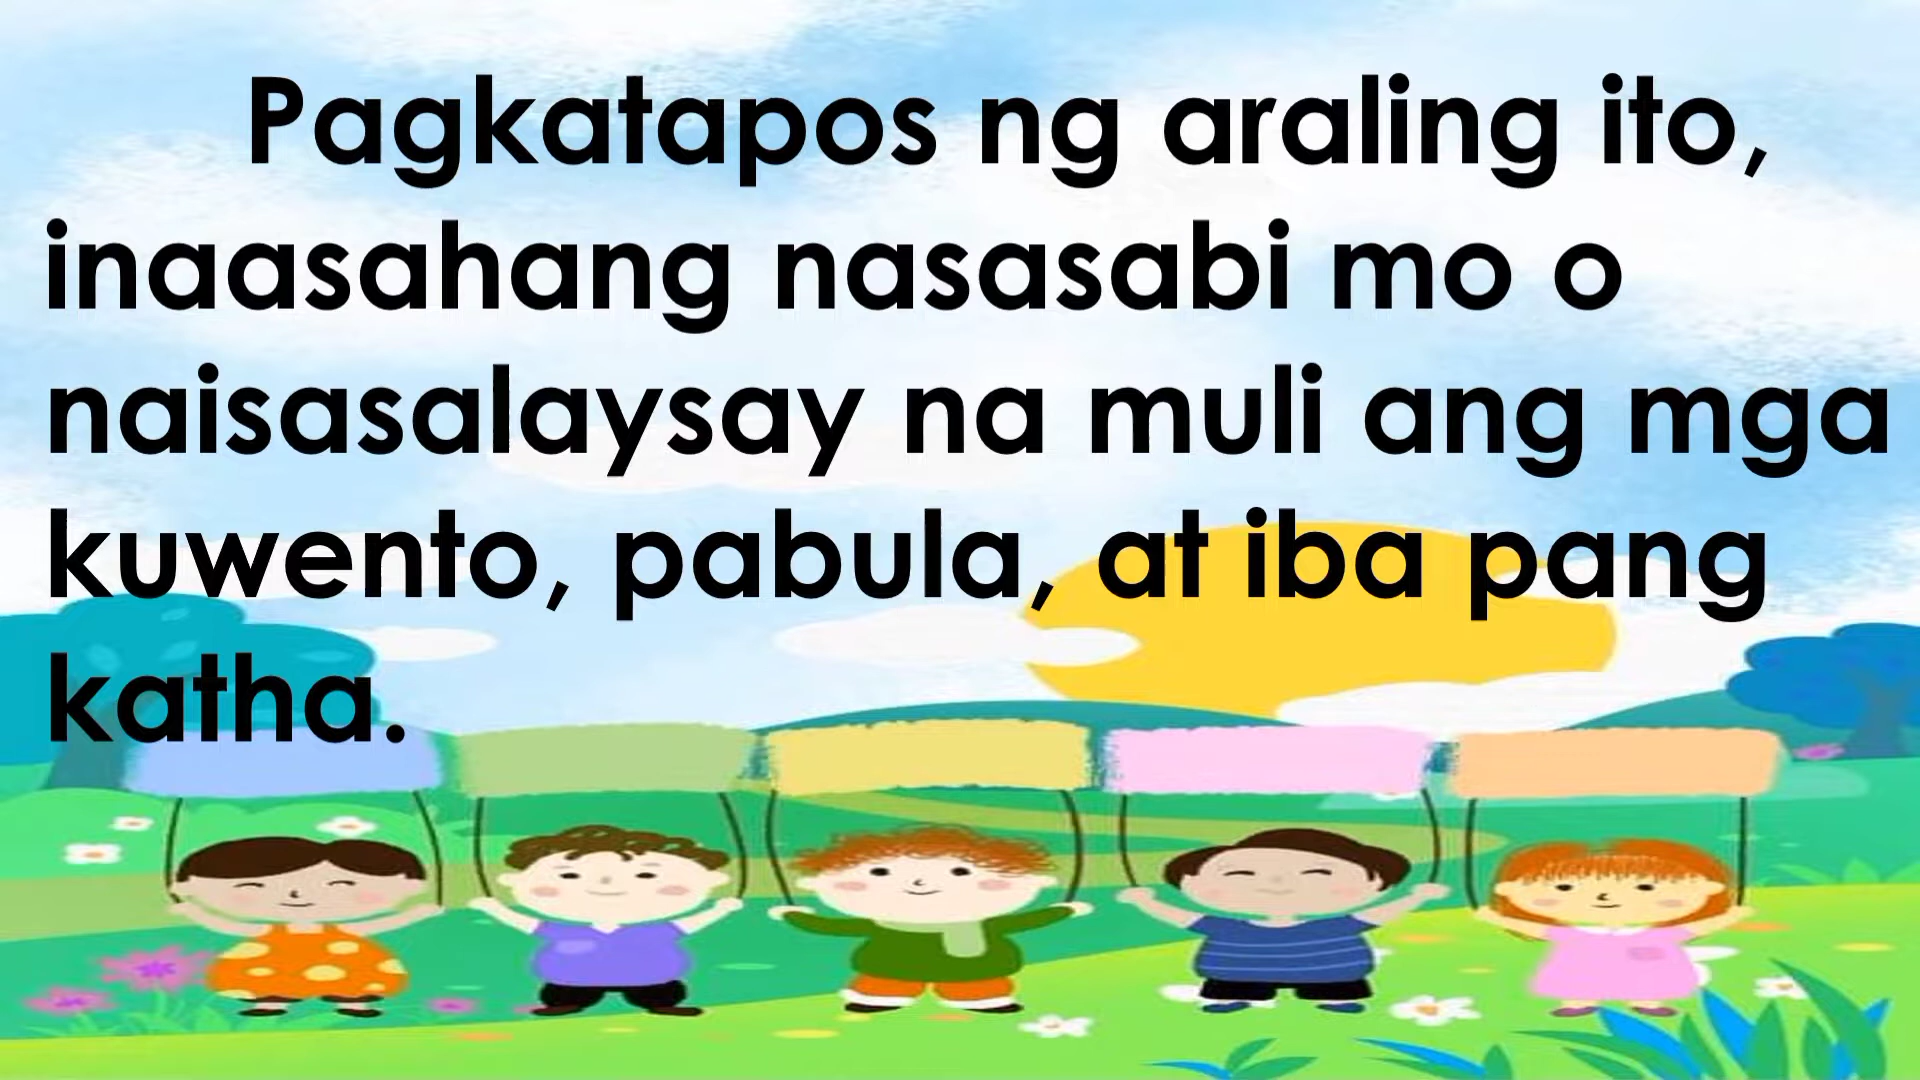 Pagkatapos ng araling ito,
inaasahang nasasabi mo o
naisasalaysay na muli ang mga
kuwento, pabula, at iba pang
katha.